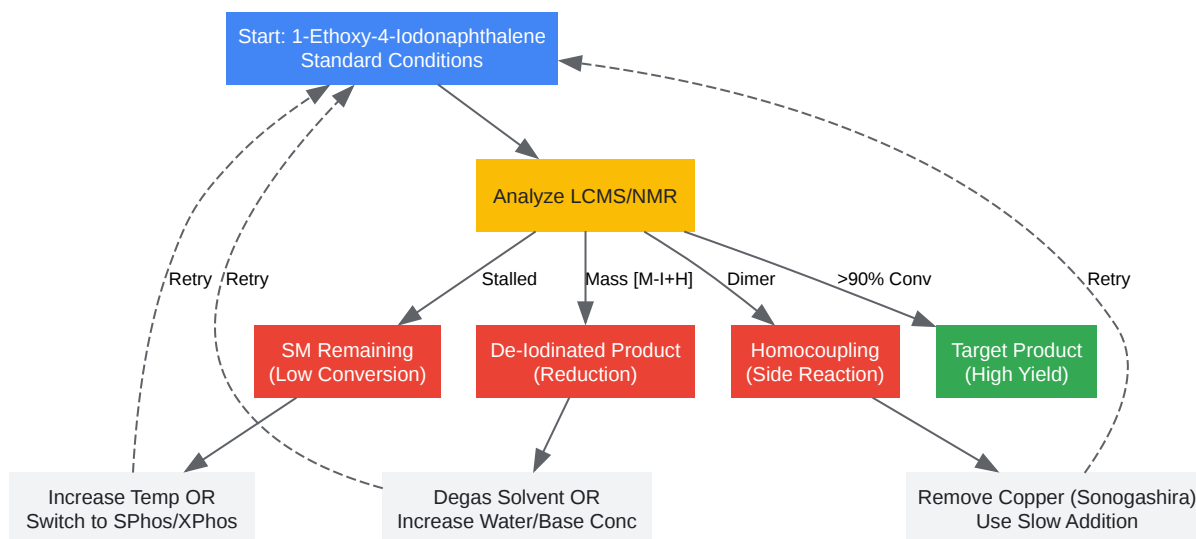 Start: 1-Ethoxy-4-Iodonaphthalene
Standard Conditions
Analyze LCMS/NMR
Retry
Retry
Stalled
Mass [M-I+H]
Dimer
>90% Conv
Retry
SM Remaining
(Low Conversion)
De-Iodinated Product
(Reduction)
Homocoupling
(Side Reaction)
Target Product
(High Yield)
Increase Temp OR
Switch to SPhos/XPhos
Degas Solvent OR
Increase Water/Base Conc
Remove Copper (Sonogashira)
Use Slow Addition